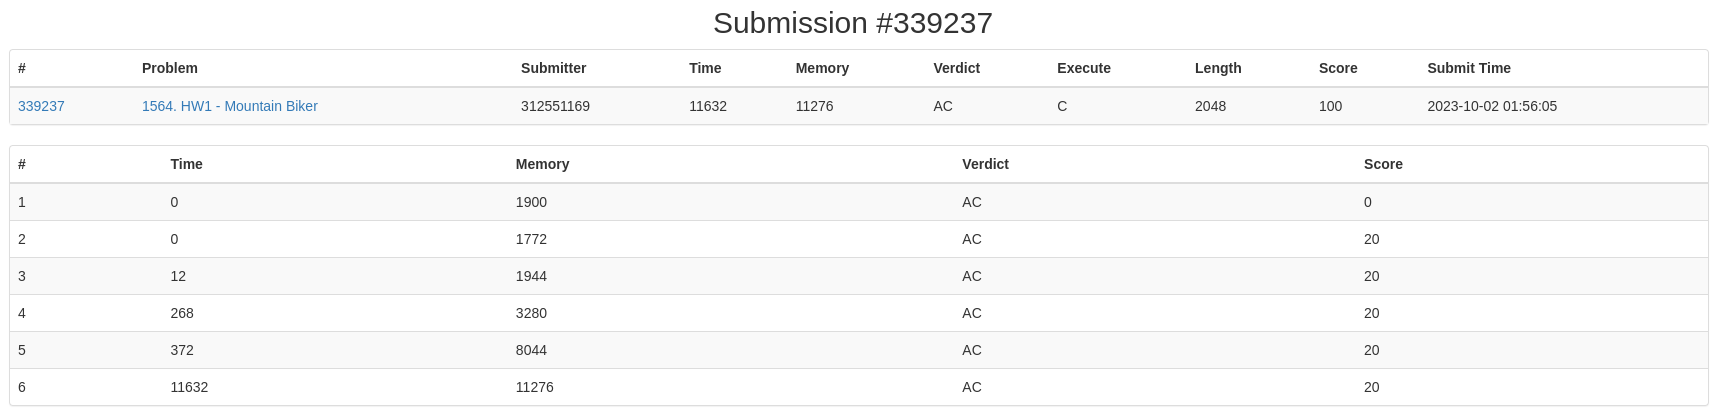 Submission #339237
# Problem Submitter Time Memory Verdict Execute Length Score Submit Time
339237 1564. HW1 - Mountain Biker 312551169 11632 11276 AC C 2048 100 2023-10-02 01:56:05
# Time Memory Verdict Score
1 0 1900 AC 0
2 0 1772 AC 20
3 12 1944 AC 20
4 268 3280 AC 20
5 372 8044 AC 20
6 11632 11276 AC 20